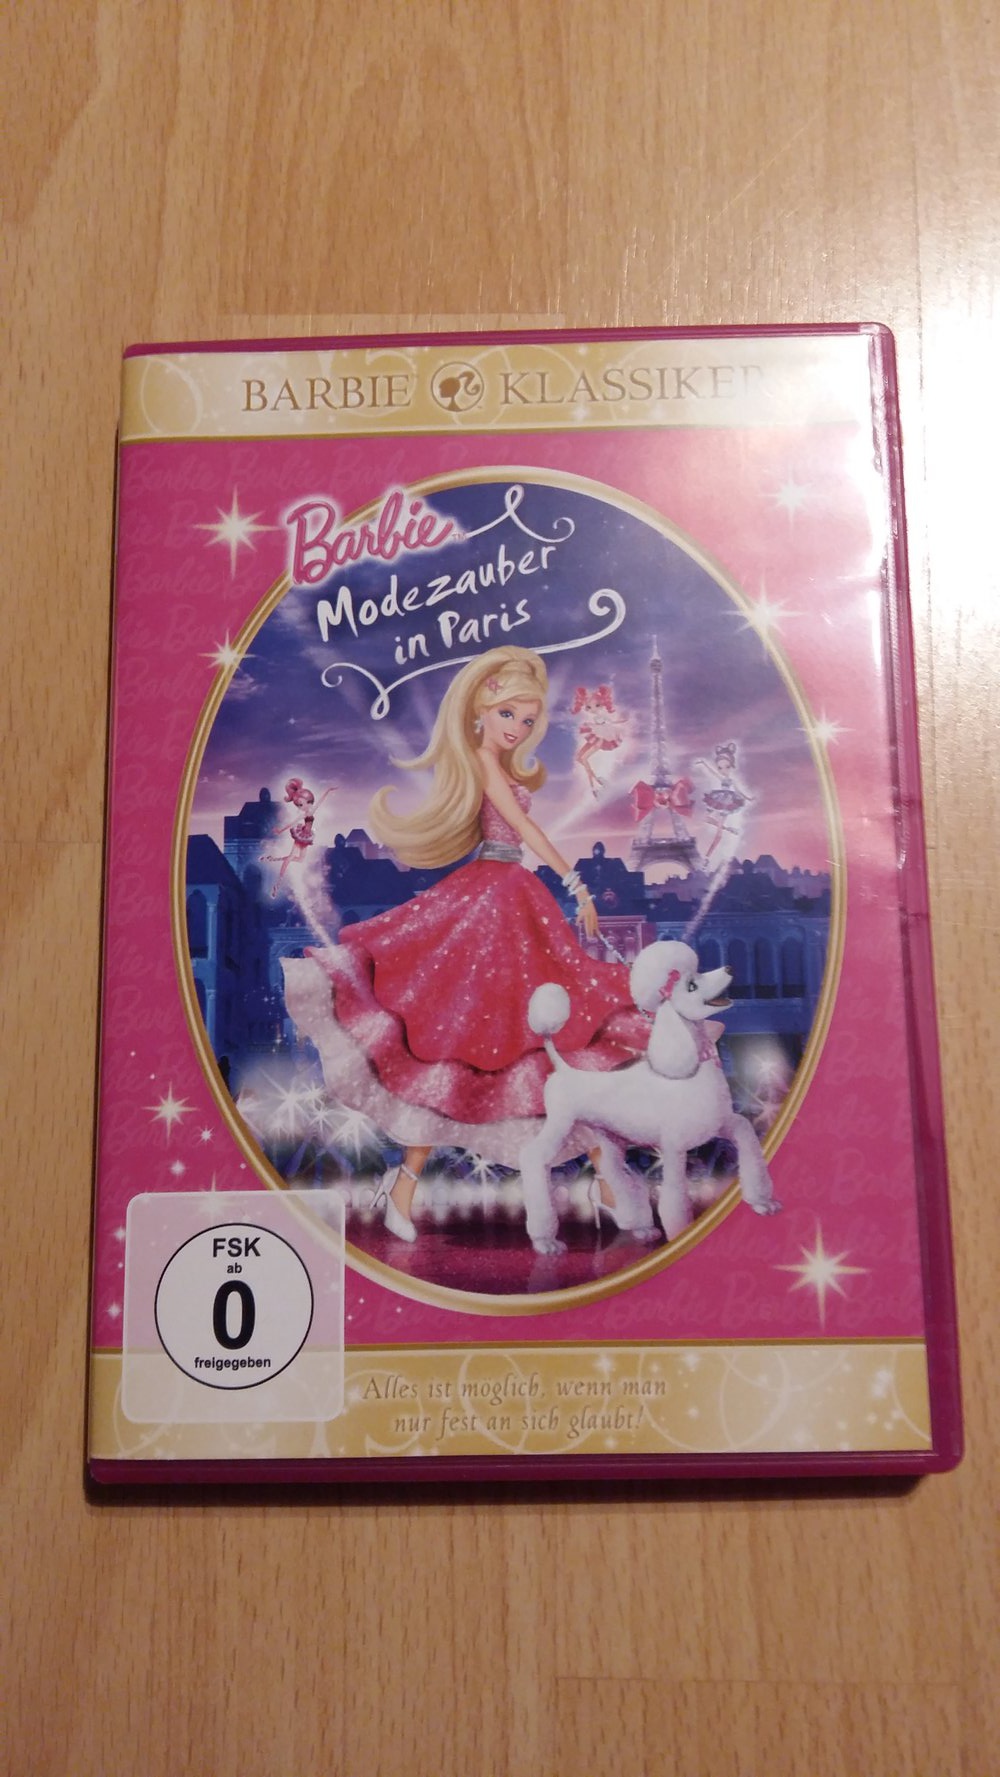 BARBIE KLASSIKER
Barbie™
Modezauber
in Paris
FSK
ab
0
freigegeben
Alles ist möglich, wenn man
nur fest an sich glaubt!